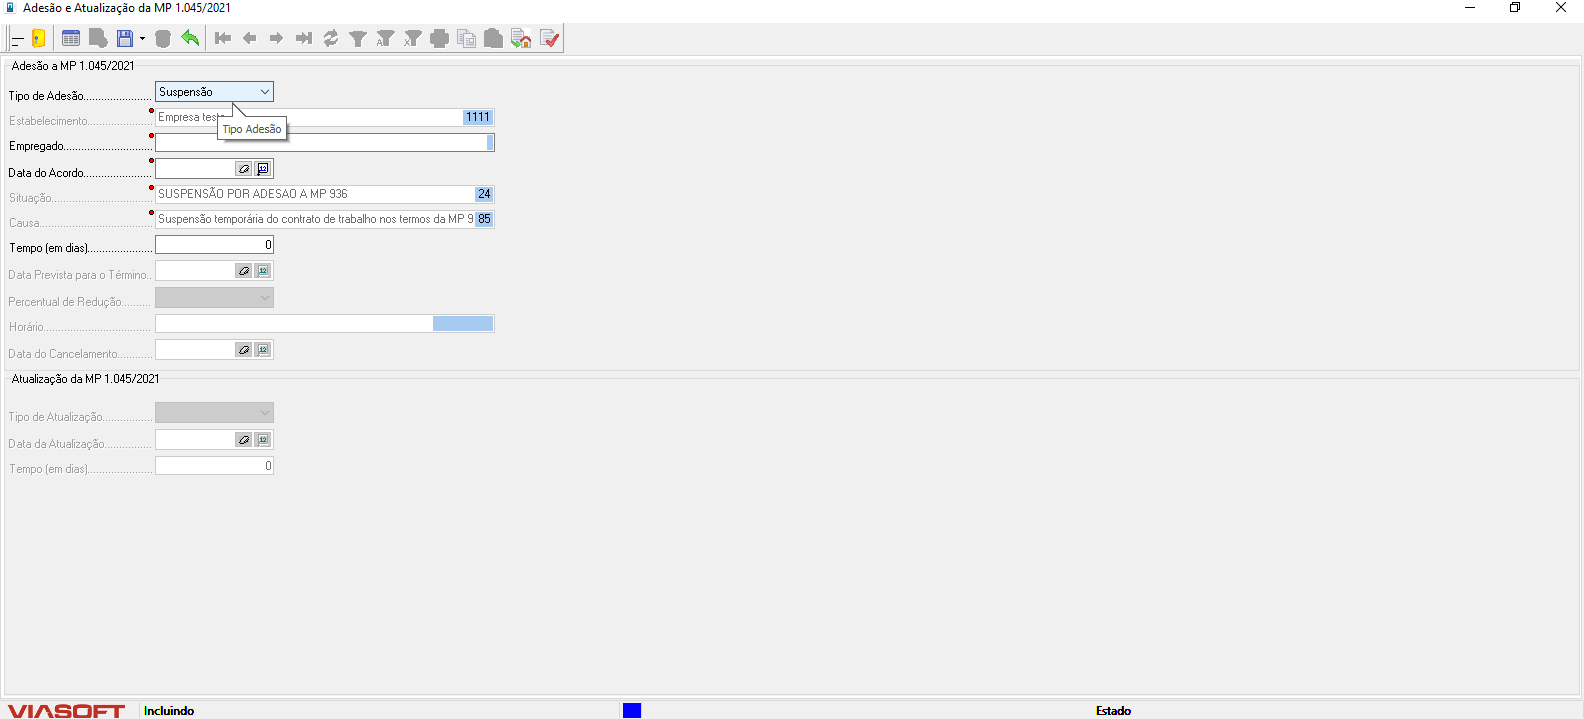 Adesão e Atualização da MP 1.045/2021
Adesão a MP 1.045/2021
Tipo de Adesão...................... Suspensão
Estabelecimento..................... Empresa teste 1111
Tipo Adesão
Empregado...........................
Data do Acordo......................
Situação............................ SUSPENSÃO POR ADESAO A MP 936 24
Causa............................... Suspensão temporária do contrato de trabalho nos termos da MP 9 85
Tempo (em dias)..................... 0
Data Prevista para o Término..
Percentual de Redução..........
Horário...................................
Data do Cancelamento...........
Atualização da MP 1.045/2021
Tipo de Atualização................
Data da Atualização...............
Tempo (em dias)..................... 0
VIASOFT Incluindo Estado